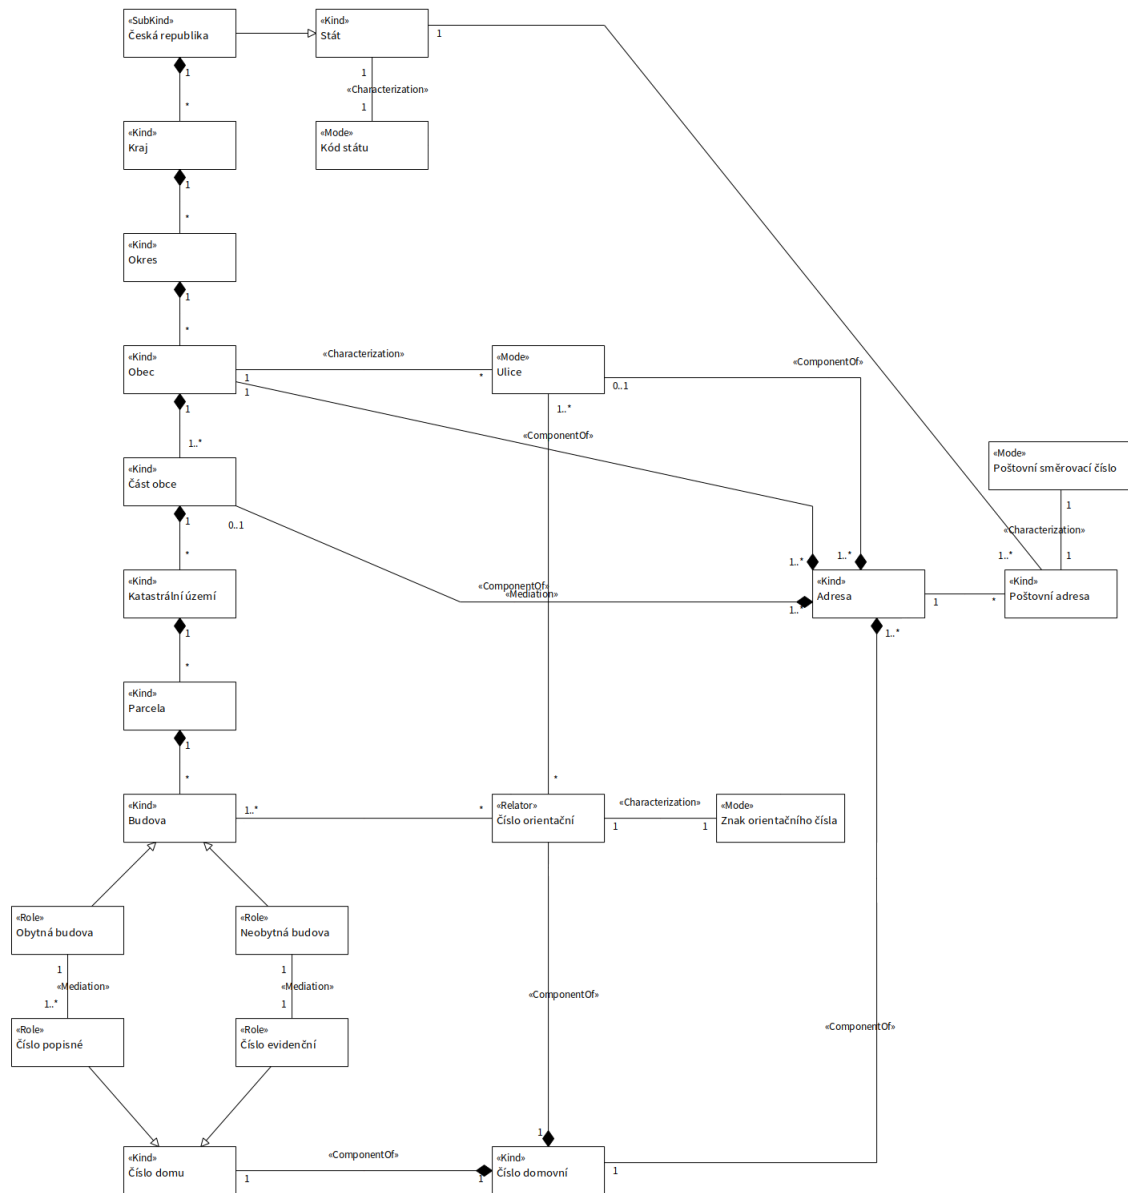 «SubKind»
Česká republika
«Kind»
Stát
1
1
1
«Characterization»
*
1
«Kind»
Kraj
«Mode»
Kód státu
1
*
«Kind»
Okres
1
*
«Kind»
Obec
«Characterization»
«Mode»
Ulice
«ComponentOf»
1
*
0..1
1
1
1..*
«ComponentOf»
1..*
«Kind»
Část obce
«Mode»
Poštovní směrovací číslo
1
0..1
1
«Characterization»
*
1..*
1..*
1..*
1
«Kind»
Katastrální území
«ComponentOf»
«Mediation»
«Kind»
Adresa
«Kind»
Poštovní adresa
1..*
1
*
1
1..*
*
«Kind»
Parcela
1
*
*
«Kind»
Budova
1..*
*
«Relator»
Číslo orientační
«Characterization»
1
1
«Mode»
Znak orientačního čísla
«Role»
Obytná budova
«Role»
Neobytná budova
1
1
«Mediation»
«Mediation»
«ComponentOf»
1..*
1
«Role»
Číslo popisné
«Role»
Číslo evidenční
«ComponentOf»
1
«Kind»
Číslo domu
«ComponentOf»
1
1
«Kind»
Číslo domovní
1